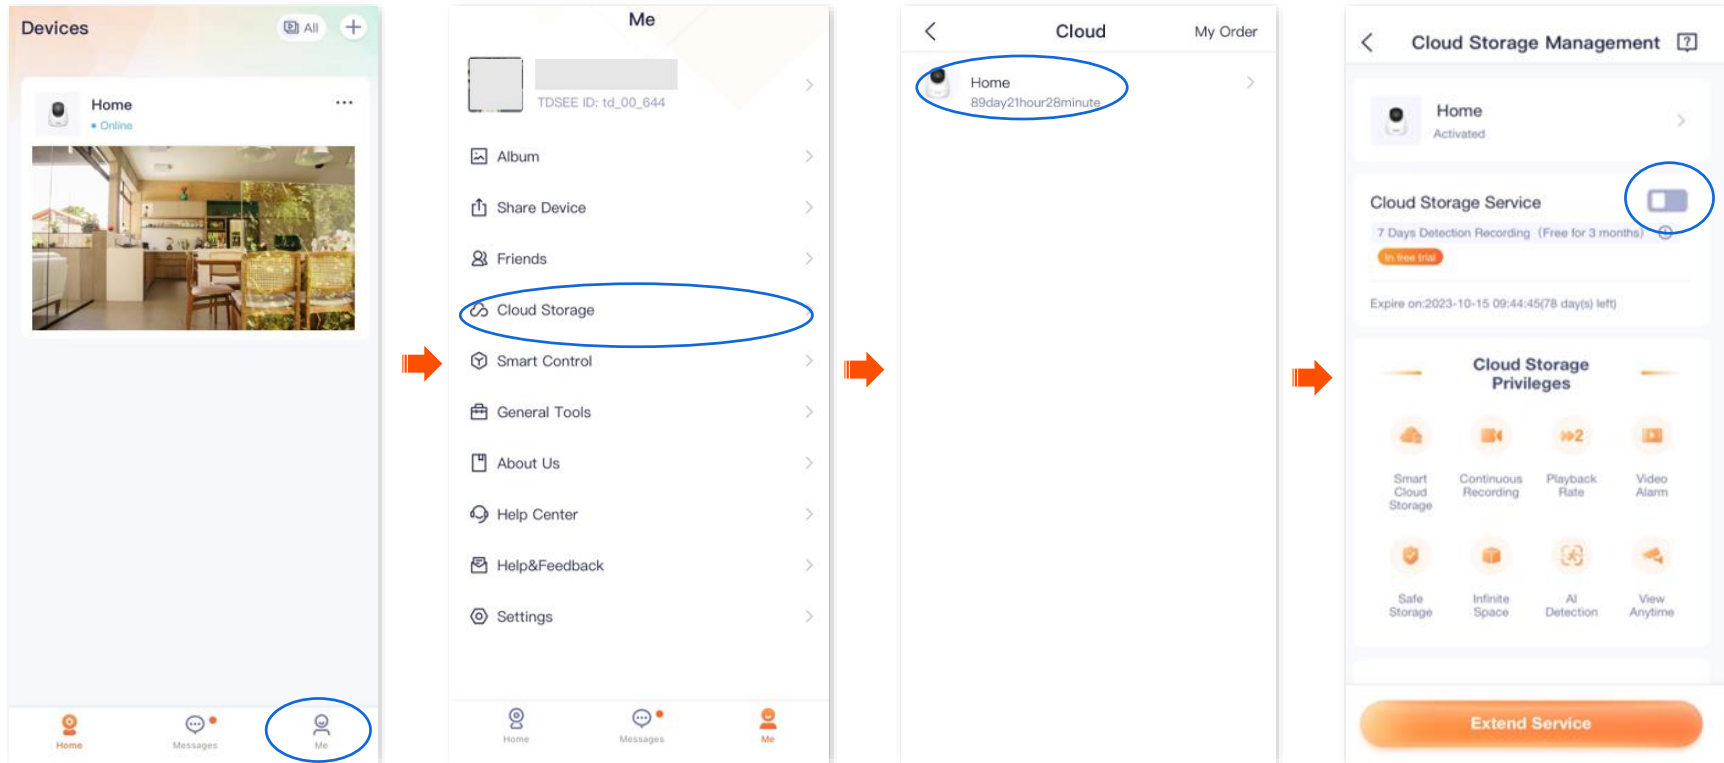 Devices
All
Home
Online
Home
Messages
Me
Me
TDSEE ID: td_00_644
Album
Share Device
Friends
Cloud Storage
Smart Control
General Tools
About Us
Help Center
Help&Feedback
Settings
Home
Messages
Me
Cloud
My Order
Home
89day21hour28minute
Cloud Storage Management
Home
Activated
Cloud Storage Service
7 Days Detection Recording (Free for 3 months)
In free trial
Expire on:2023-10-15 09:44:45(78 day(s) left)
Cloud Storage
Privileges
2
Smart
Cloud
Storage
Continuous
Recording
Playback
Rate
Video
Alarm
Safe
Storage
Infinite
Space
AI
Detection
View
Anytime
Extend Service